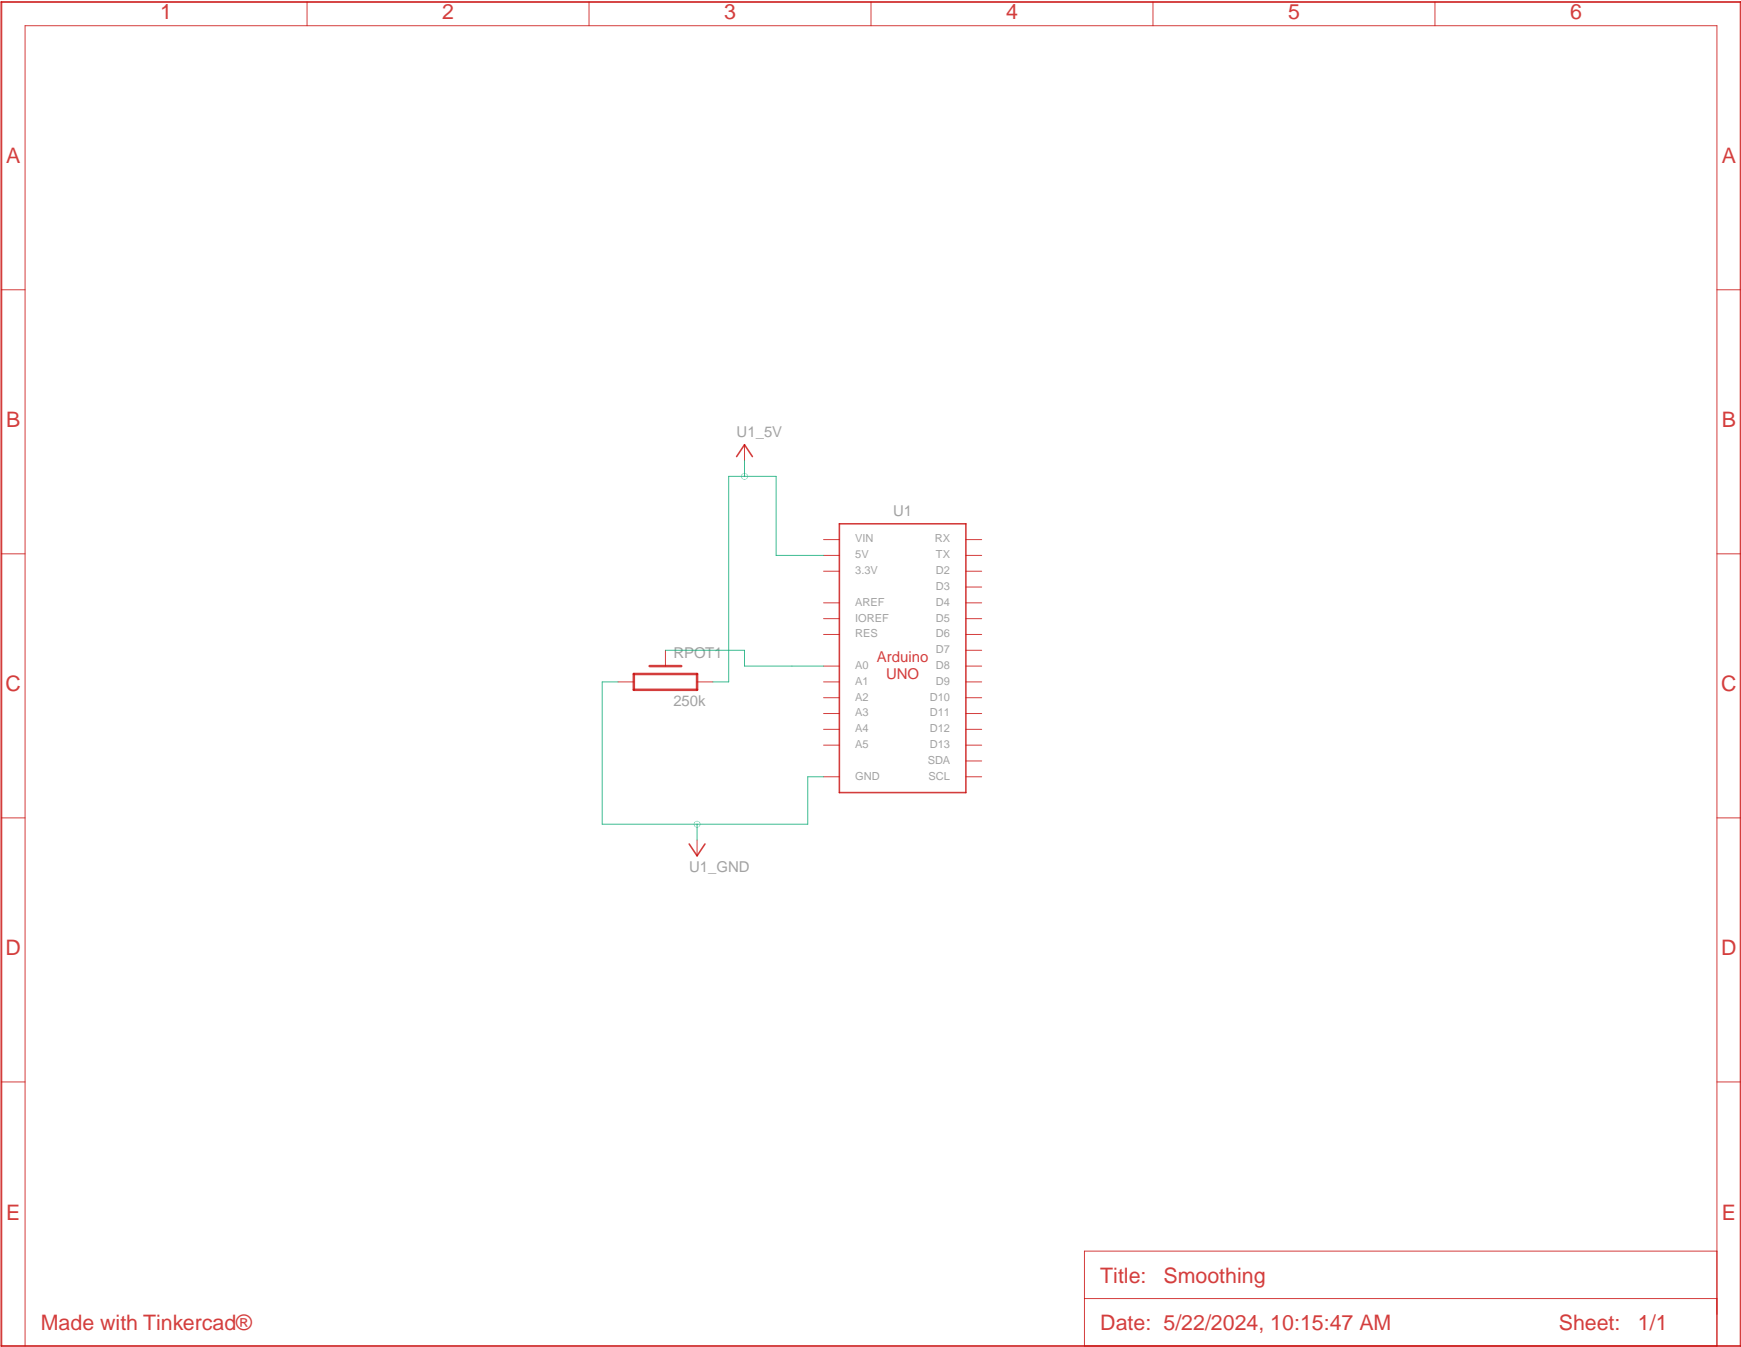 1 2 3 4 5 6
A A
B B
U1_5V
U1
VIN RX
5V TX
3.3V D2
D3
AREF D4
IOREF D5
RES D6
D7
RPOT1
Arduino
UNO
A0 D8
A1 D9
250k
A2 D10
A3 D11
A4 D12
A5 D13
SDA
GND SCL
C C
U1_GND
D D
E E
Title: Smoothing
Made with Tinkercad®
Date: 5/22/2024, 10:15:47 AM Sheet: 1/1